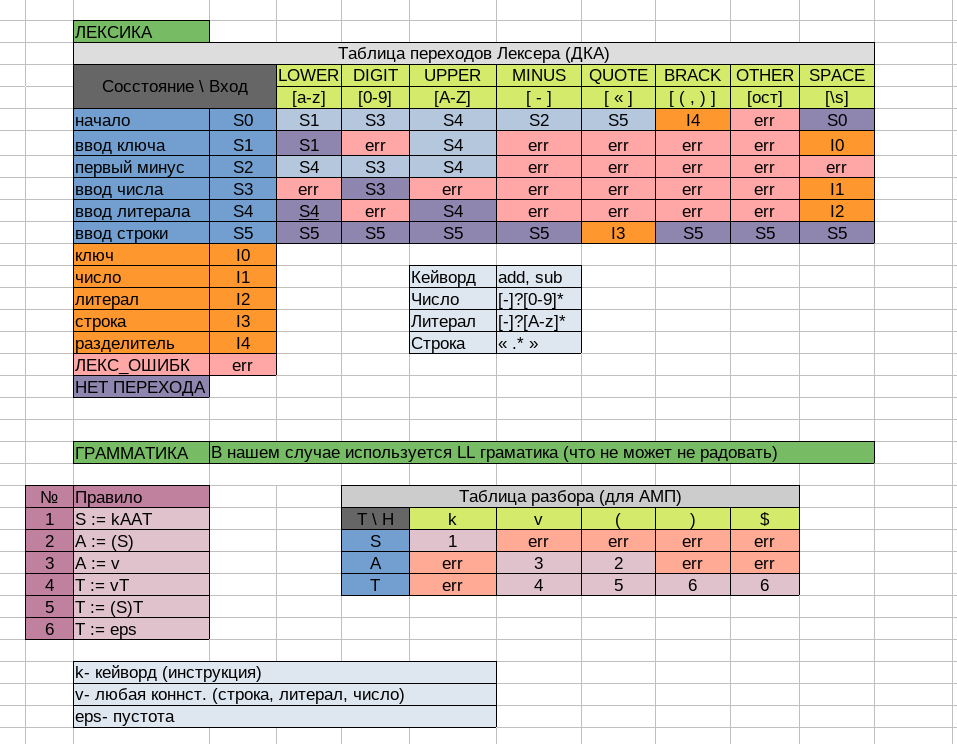 ЛЕКСИКА
Таблица переходов Лексера (ДКА)
Сосстояние \ Вход LOWER DIGIT UPPER MINUS QUOTE BRACK OTHER SPACE
[a-z] [0-9] [A-Z] [ - ] [ « ] [ ( , ) ] [ост] [\s]
начало S0 S1 S3 S4 S2 S5 I4 err S0
ввод ключа S1 S1 err S4 err err err err I0
первый минус S2 S4 S3 S4 err err err err err
ввод числа S3 err S3 err err err err err I1
ввод литерала S4 S4 err S4 err err err err I2
ввод строки S5 S5 S5 S5 S5 I3 S5 S5 S5
ключ I0
число I1 Кейворд add, sub
литерал I2 Число [-]?[0-9]*
строка I3 Литерал [-]?[A-z]*
разделитель I4 Строка « .* »
ЛЕКС_ОШИБК err
НЕТ ПЕРЕХОДА
ГРАММАТИКА В нашем случае используется LL граматика (что не может не радовать)
№ Правило Таблица разбора (для АМП)
1 S := kAAT T \ H k v ( ) $
2 A := (S) S 1 err err err err
3 A := v A err 3 2 err err
4 T := vT T err 4 5 6 6
5 T := (S)T
6 T := eps
k- кейворд (инструкция)
v- любая коннст. (строка, литерал, число)
eps- пустота